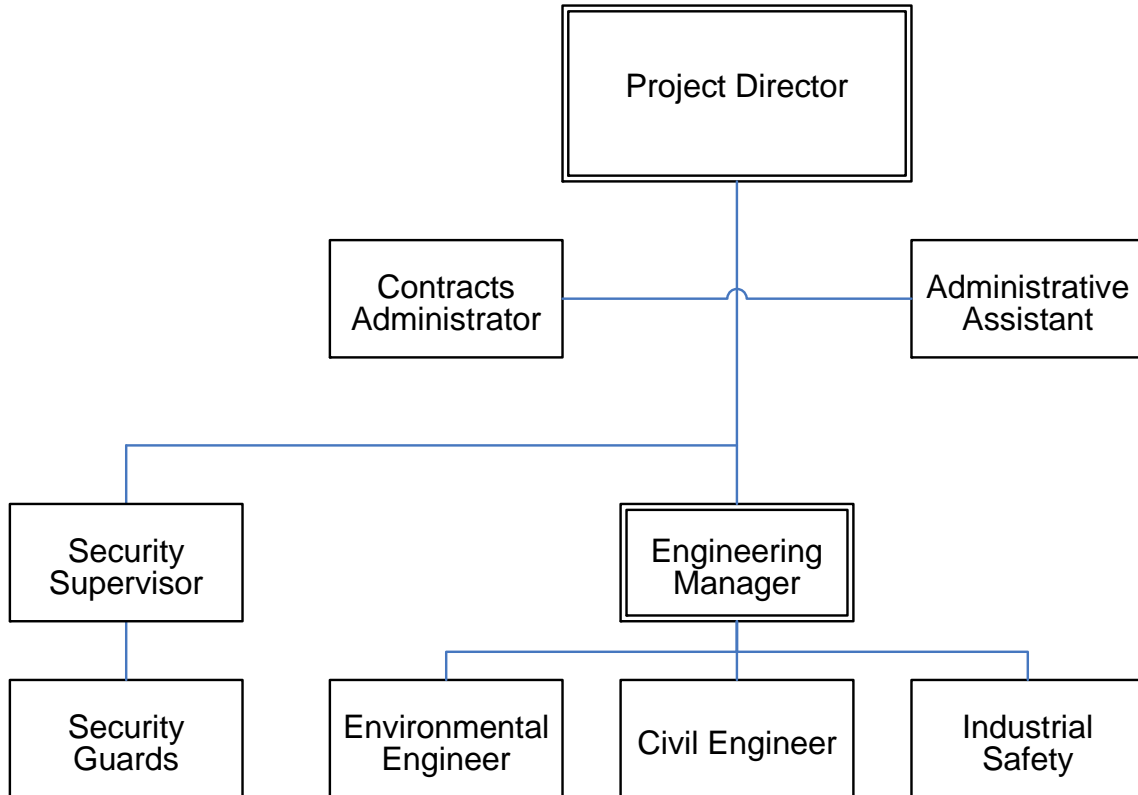 Project Director
Contracts
Administrator
Administrative
Assistant
Security
Supervisor
Engineering
Manager
Security
Guards
Environmental
Engineer
Civil Engineer
Industrial
Safety